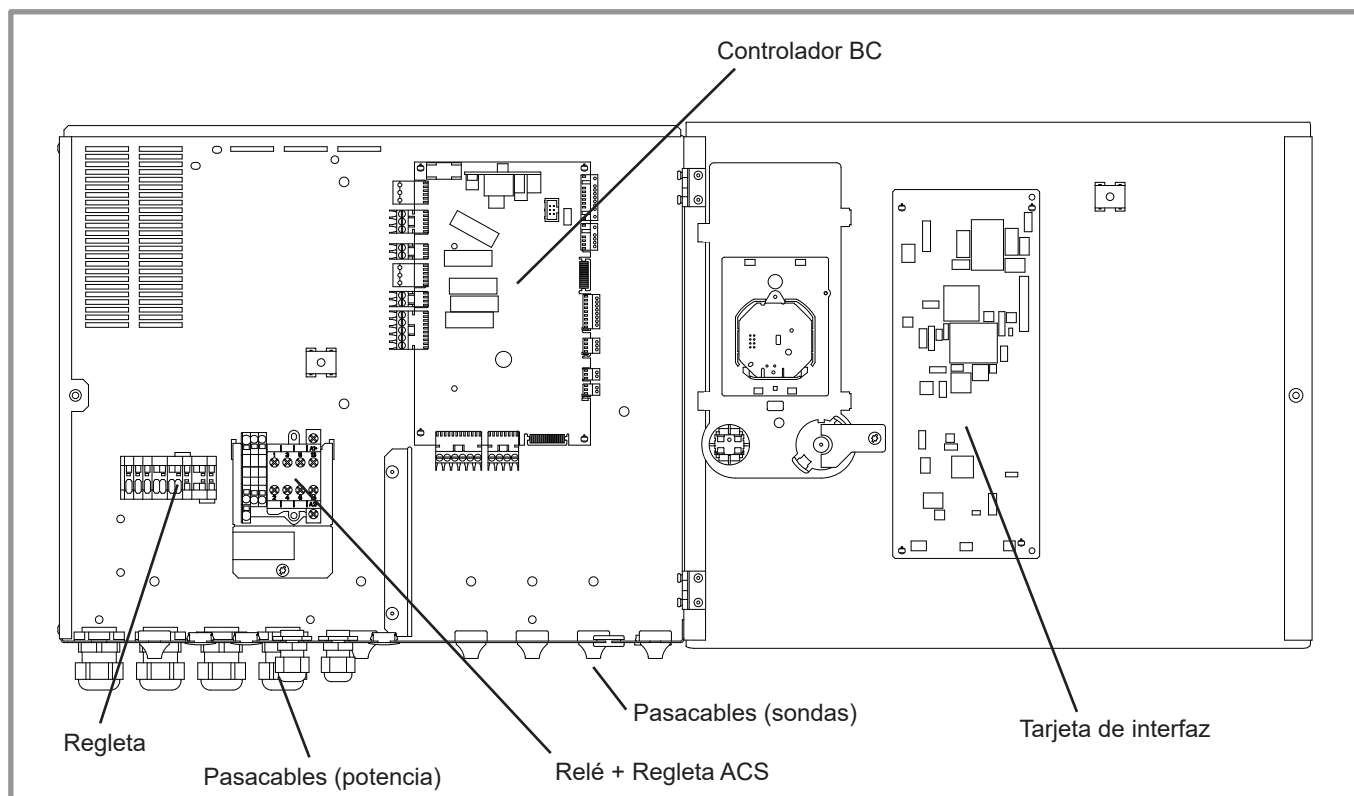 Controlador BC
Pasacables (sondas)
Tarjeta de interfaz
Regleta
Relé + Regleta ACS
Pasacables (potencia)